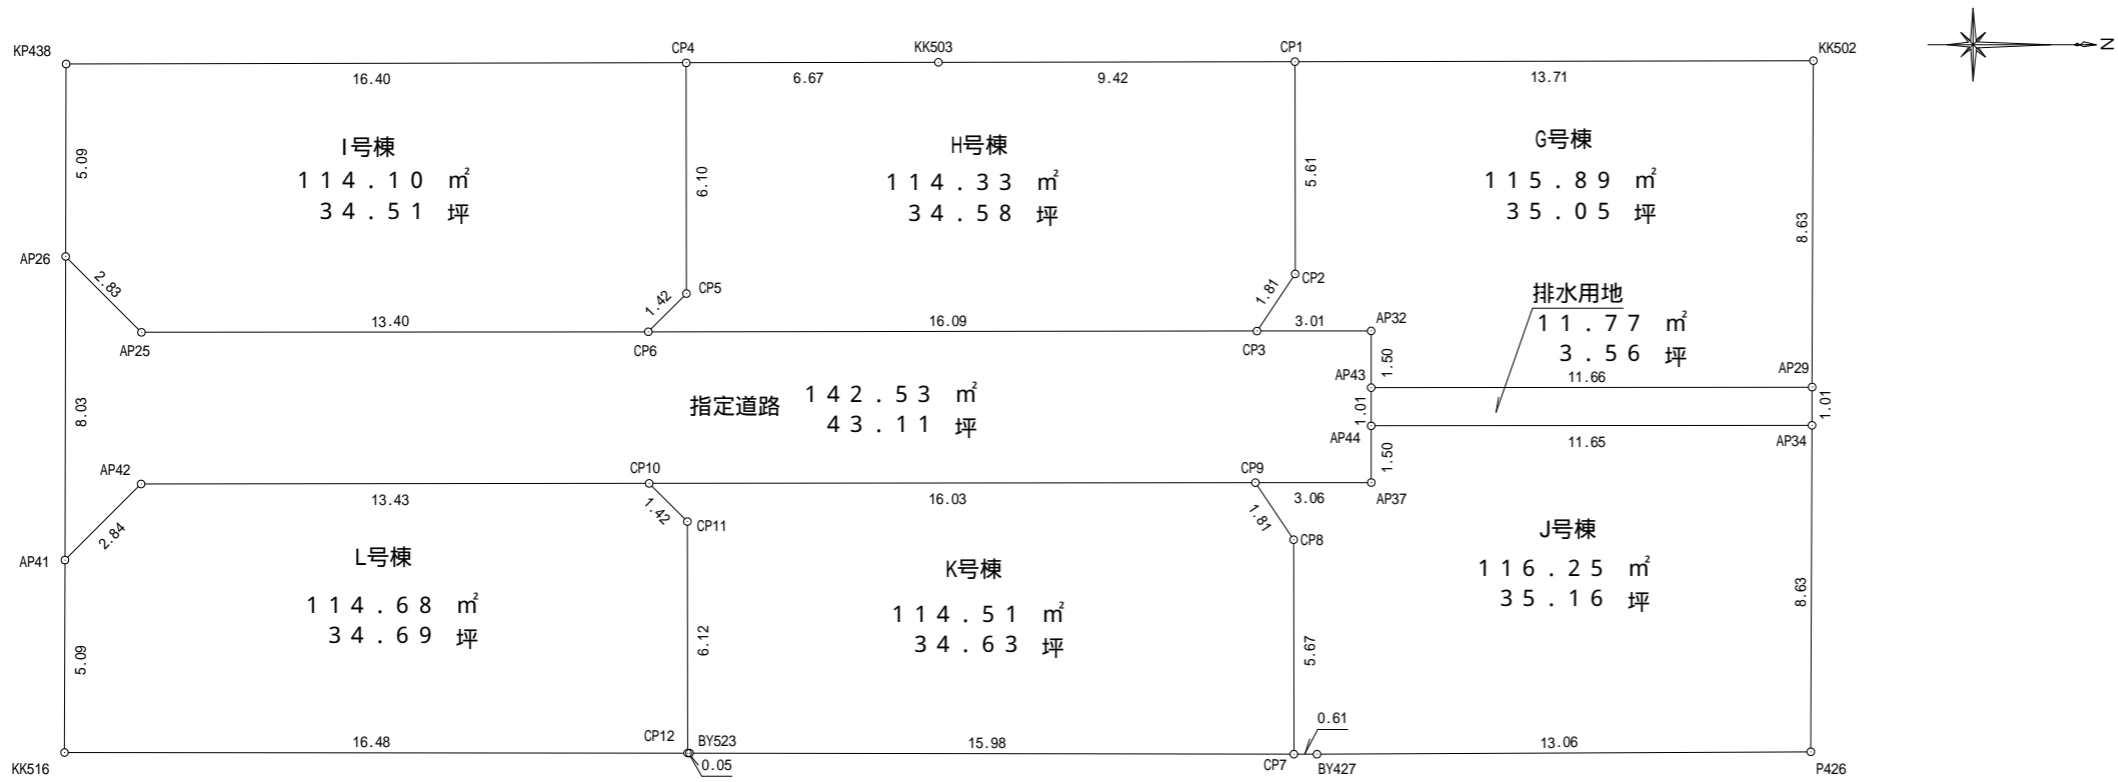 KP438
CP4
KK503
CP1
KK502
N
16.40
6.67
9.42
13.71
I号棟
114.10 ㎡
34.51 坪
H号棟
114.33 ㎡
34.58 坪
G号棟
115.89 ㎡
35.05 坪
5.09
6.10
5.61
8.63
AP26
2.83
CP5
1.42
CP2
1.81
排水用地
11.77 ㎡
3.56 坪
13.40
16.09
3.01
AP32
AP25
CP6
CP3
1.50
AP43
11.66
AP29
指定道路 142.53 ㎡
43.11 坪
8.03
1.01
1.01
AP44
11.65
AP34
AP42
CP10
CP9
1.50
13.43
16.03
3.06
AP37
2.84
1.42
CP11
1.81
CP8
AP41
L号棟
114.68 ㎡
34.69 坪
K号棟
114.51 ㎡
34.63 坪
J号棟
116.25 ㎡
35.16 坪
5.09
6.12
5.67
8.63
0.61
16.48
CP12
BY523
15.98
13.06
KK516
0.05
CP7
BY427
P426